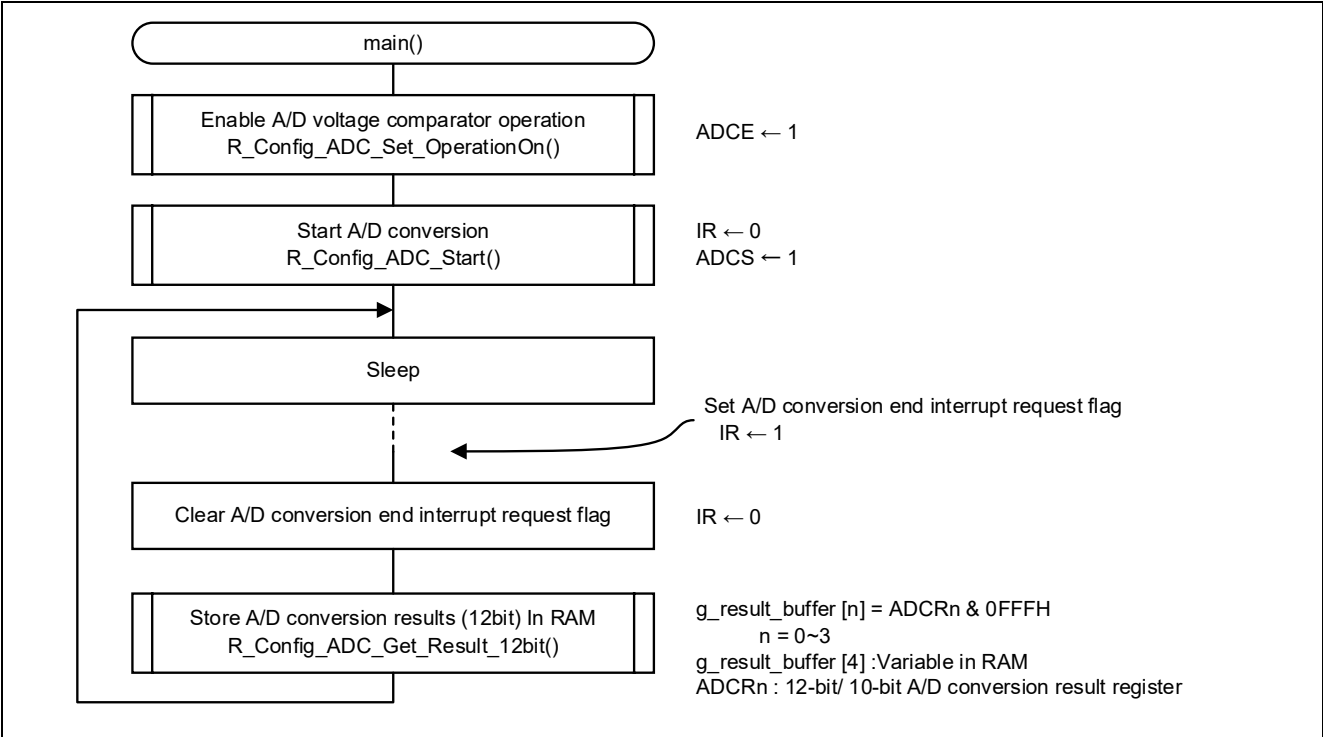 main()
Enable A/D voltage comparator operation
R_Config_ADC_Set_OperationOn()
ADCE ← 1
Start A/D conversion
R_Config_ADC_Start()
IR ← 0
ADCS ← 1
Sleep
Set A/D conversion end interrupt request flag
IR ← 1
Clear A/D conversion end interrupt request flag
IR ← 0
Store A/D conversion results (12bit) In RAM
R_Config_ADC_Get_Result_12bit()
g_result_buffer [n] = ADCRn & 0FFFH
n = 0~3
g_result_buffer [4] :Variable in RAM
ADCRn : 12-bit/ 10-bit A/D conversion result register